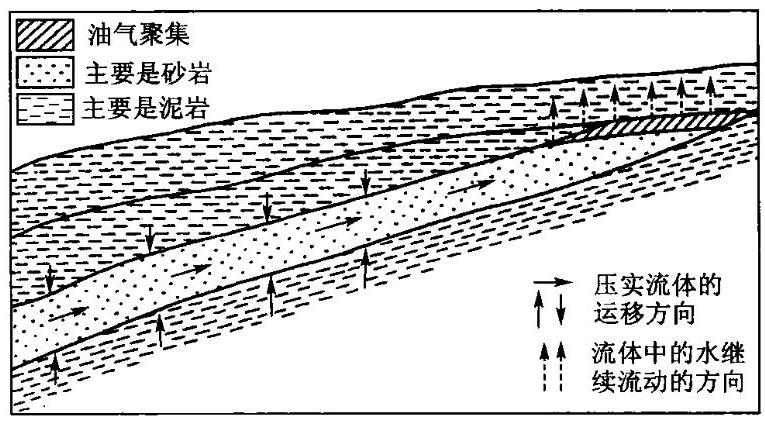 油气聚集
主要是砂岩
主要是泥岩
压实流体的
运移方向
流体中的水继
续流动的方向